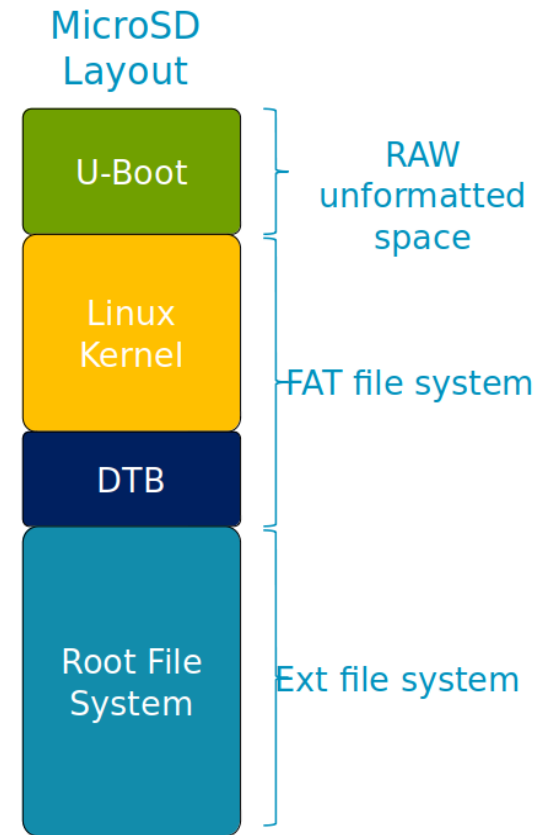 MicroSD
Layout
U-Boot
RAW
unformatted
space
Linux
Kernel
FAT file system
DTB
Root File
System
Ext file system